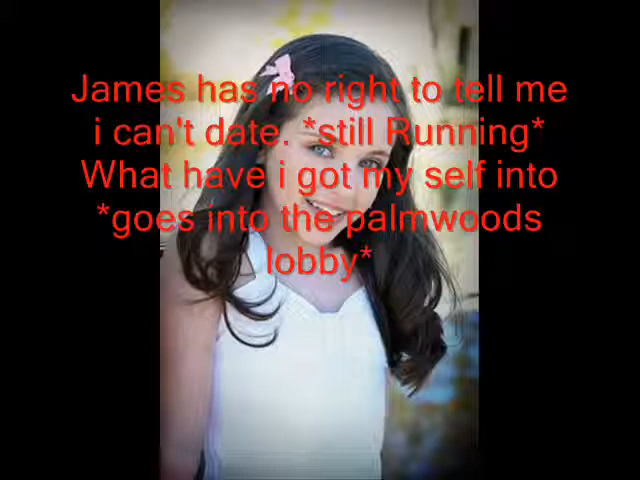 James has no right to tell me
i can't date. *still Running*
What have i got my self into
*goes into the palmwoods
lobby*